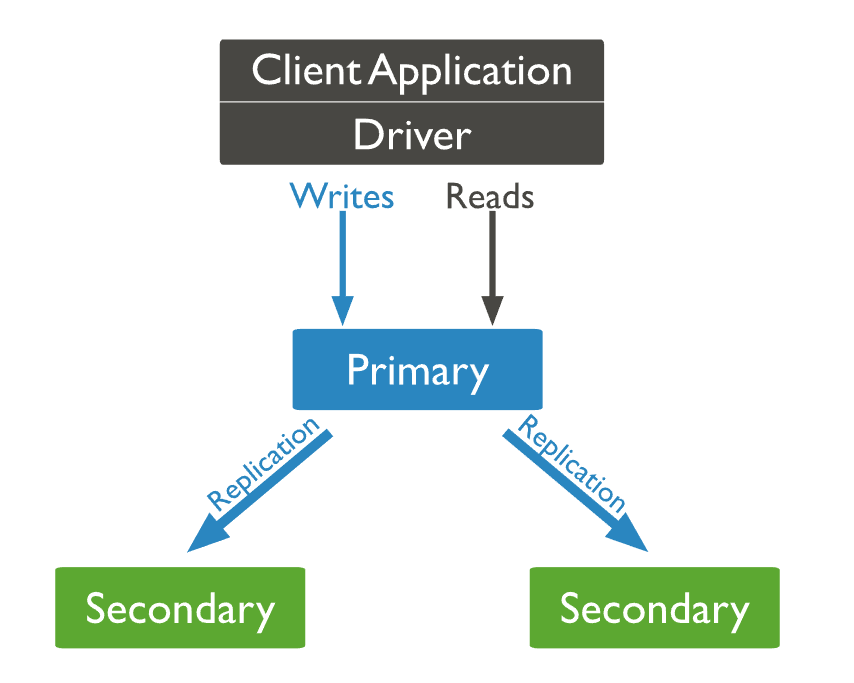 Client Application
Driver
Writes
Reads
Primary
Replication
Replication
Secondary
Secondary